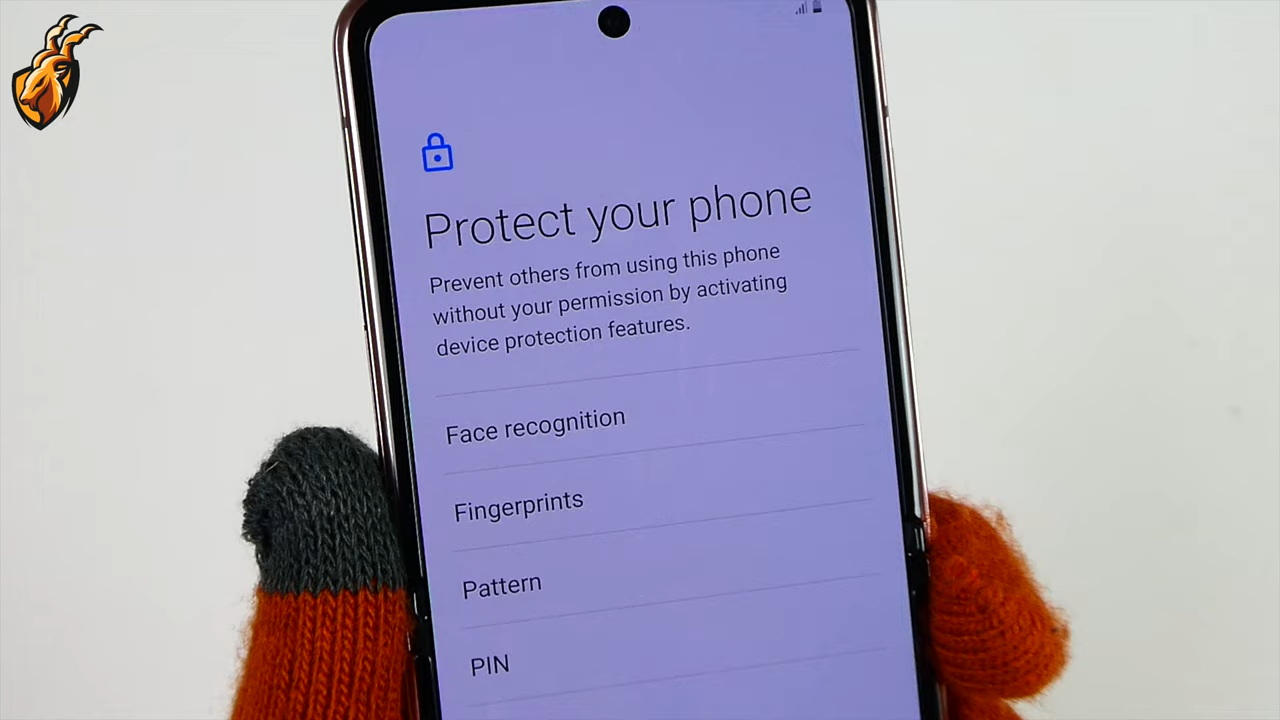 Protect your phone
Prevent others from using this phone
without your permission by activating
device protection features.
Face recognition
Fingerprints
Pattern
PIN